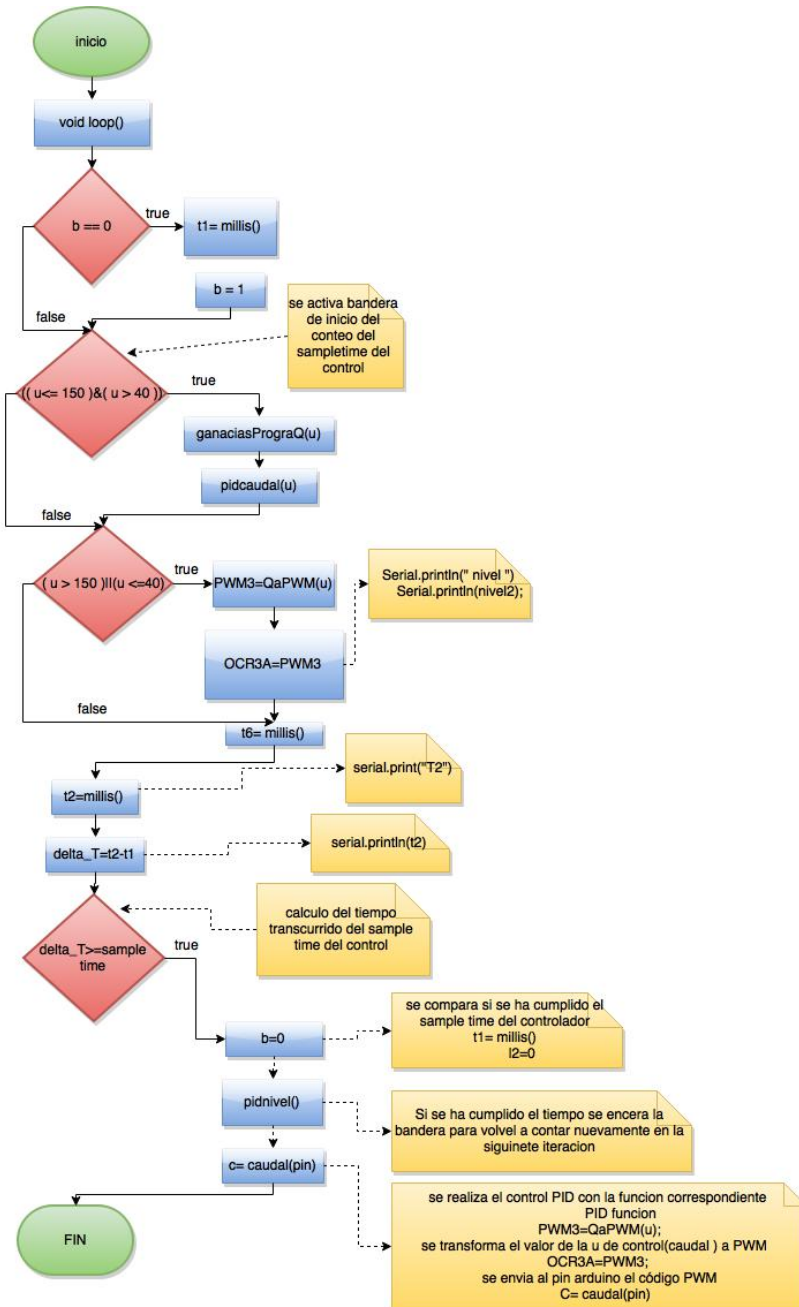 inicio
void loop()
b == 0
true
t1= millis()
b = 1
false
se activa bandera
de inicio del
conteo del
sampletime del
control
(( u<= 150 )&( u > 40 ))
true
ganaciasPrograQ(u)
pidcaudal(u)
false
( u > 150 )||(u <=40)
true
PWM3=QaPWM(u)
Serial.println(" nivel ")
Serial.println(nivel2);
OCR3A=PWM3
false
t6= millis()
t2=millis()
serial.print("T2")
delta_T=t2-t1
serial.println(t2)
calculo del tiempo
transcurrido del sample
time del control
delta_T>=sample
time
true
b=0
se compara si se ha cumplido el
sample time del controlador
t1= millis()
l2=0
pidnivel()
Si se ha cumplido el tiempo se encera la
bandera para volvel a contar nuevamente en la
siguinete iteracion
c= caudal(pin)
se realiza el control PID con la funcion correspondiente
PID funcion
PWM3=QaPWM(u);
se transforma el valor de la u de control(caudal ) a PWM
OCR3A=PWM3;
se envia al pin arduino el código PWM
C= caudal(pin)
FIN